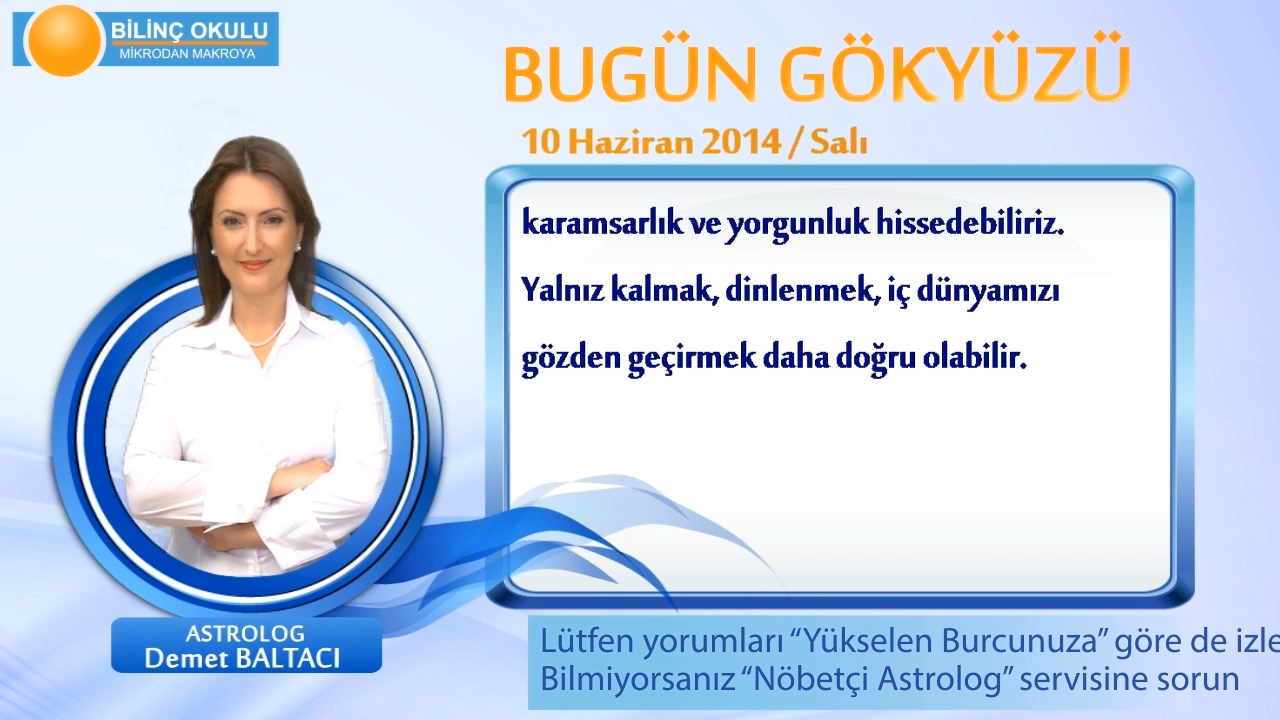 BİLİNÇ OKULU
MİKRODAN MAKROYA
BUGÜN GÖKYÜZÜ
10 Haziran 2014 / Salı
karamsarlık ve yorgunluk hissedebiliriz.
Yalnız kalmak, dinlenmek, iç dünyamızı
gözden geçirmek daha doğru olabilir.
ASTROLOG
Demet BALTACI
Lütfen yorumları “Yükselen Burcunuza” göre de izle
Bilmiyorsanız “Nöbetçi Astrolog” servisine sorun